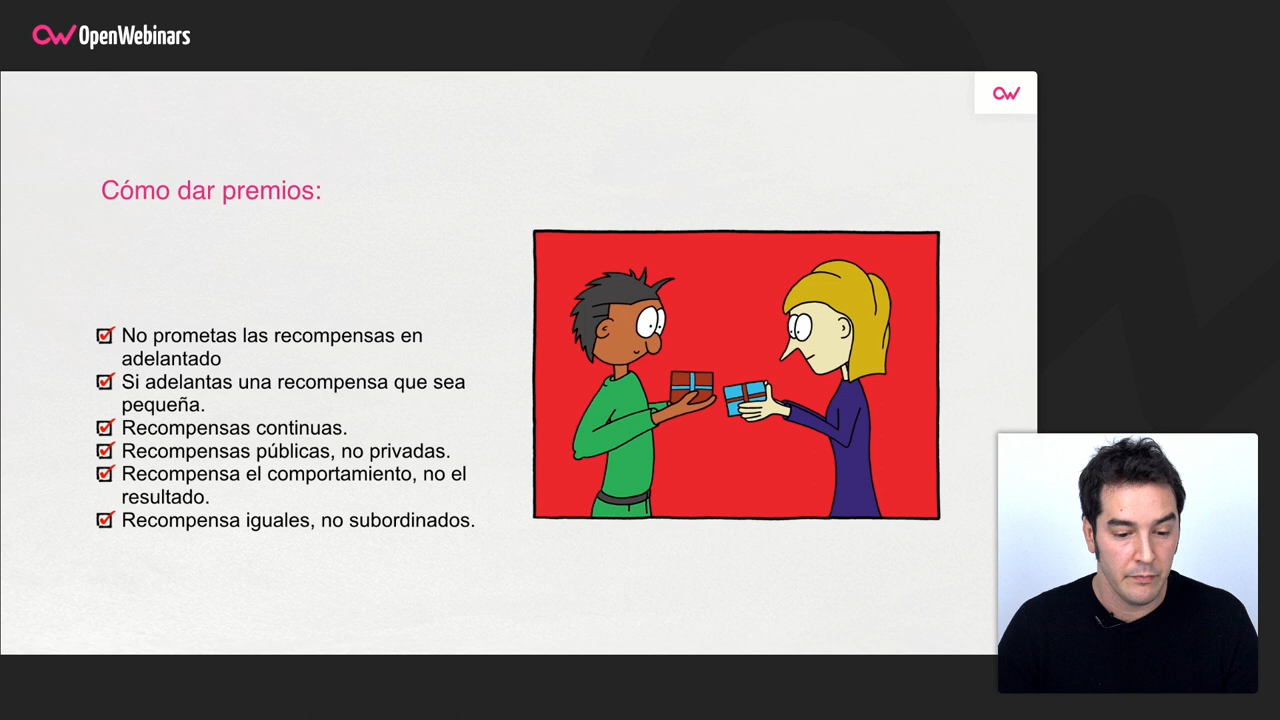 OpenWebinars
Cómo dar premios:
No prometas las recompensas en
adelantado
Si adelantas una recompensa que sea
pequeña.
Recompensas continuas.
Recompensas públicas, no privadas.
Recompensa el comportamiento, no el
resultado.
Recompensa iguales, no subordinados.